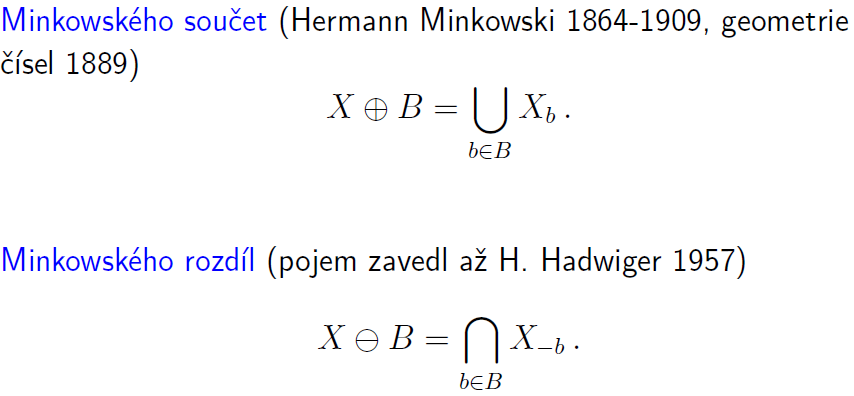 Minkowského součet (Hermann Minkowski 1864-1909, geometrie
čísel 1889)
X ⊕ B = ⋃ X_b .
b∈B
Minkowského rozdíl (pojem zavedl až H. Hadwiger 1957)
X ⊖ B = ⋂ X_{−b} .
b∈B